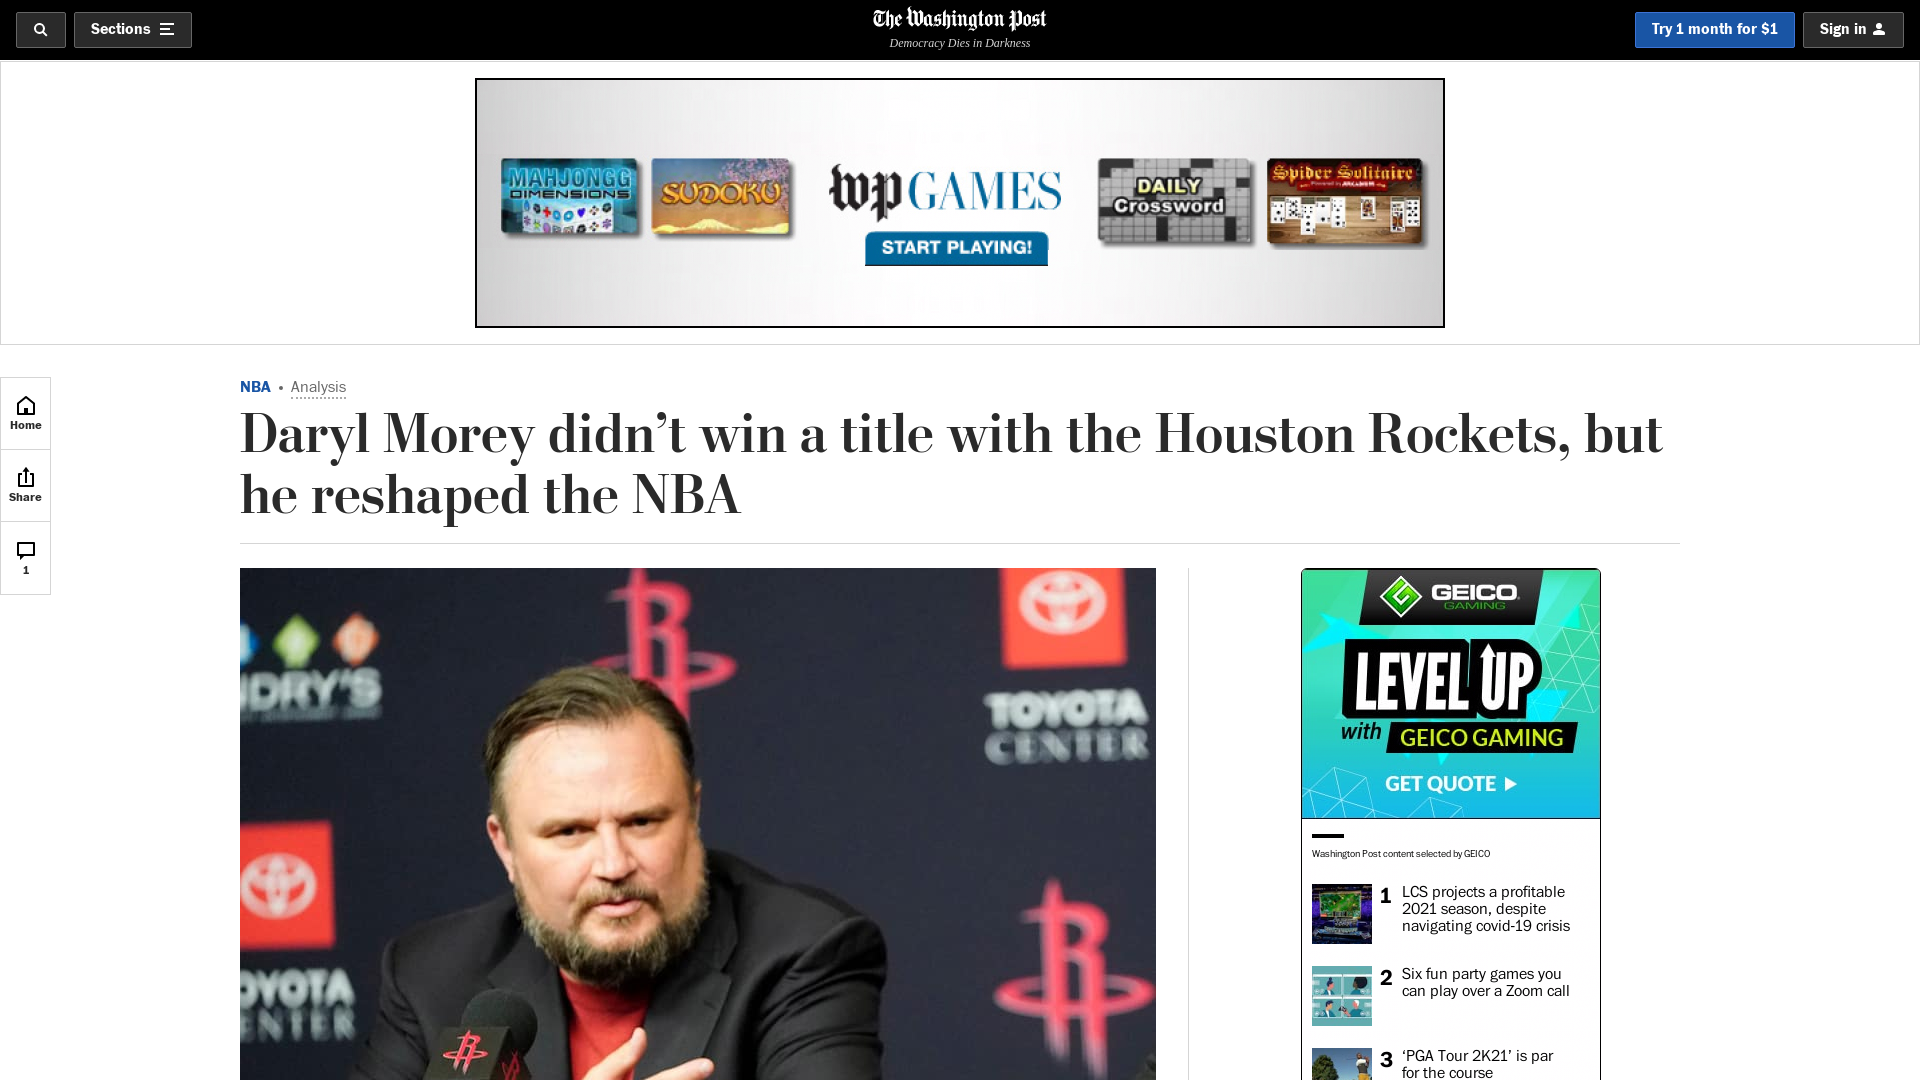 Sections
The Washington Post
Democracy Dies in Darkness
Try 1 month for $1
Sign in
MAHJONGG
DIMENSIONS
SUDOKU
wp GAMES
START PLAYING!
DAILY
Crossword
Spider Solitaire
Home
Share
1
NBA • Analysis
Daryl Morey didn’t win a title with the Houston Rockets, but
he reshaped the NBA
NDRY'S
TOYOTA
CENTER
OYOTA
ENTER
GEICO
GAMING
LEVEL UP
with GEICO GAMING
GET QUOTE
Washington Post content selected by GEICO
1 LCS projects a profitable
2021 season, despite
navigating covid-19 crisis
2 Six fun party games you
can play over a Zoom call
3 ‘PGA Tour 2K21’ is par
for the course